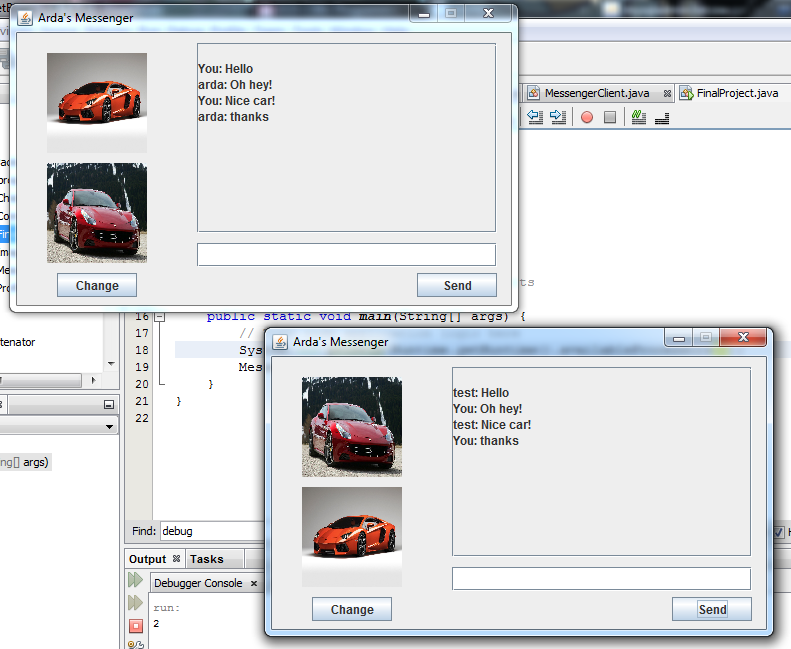 Arda's Messenger
You: Hello
arda: Oh hey!
You: Nice car!
arda: thanks
Change
Send
MessengerClient.java
FinalProject.java
ts
16 public static void main(String[] args) {
17 //
18 Sys
19 Mes
20 }
21 }
22
tenator
ng[] args)
Arda's Messenger
test: Hello
You: Oh hey!
test: Nice car!
You: thanks
Change
Send
Find: debug
Output
Tasks
Debugger Console
run:
2